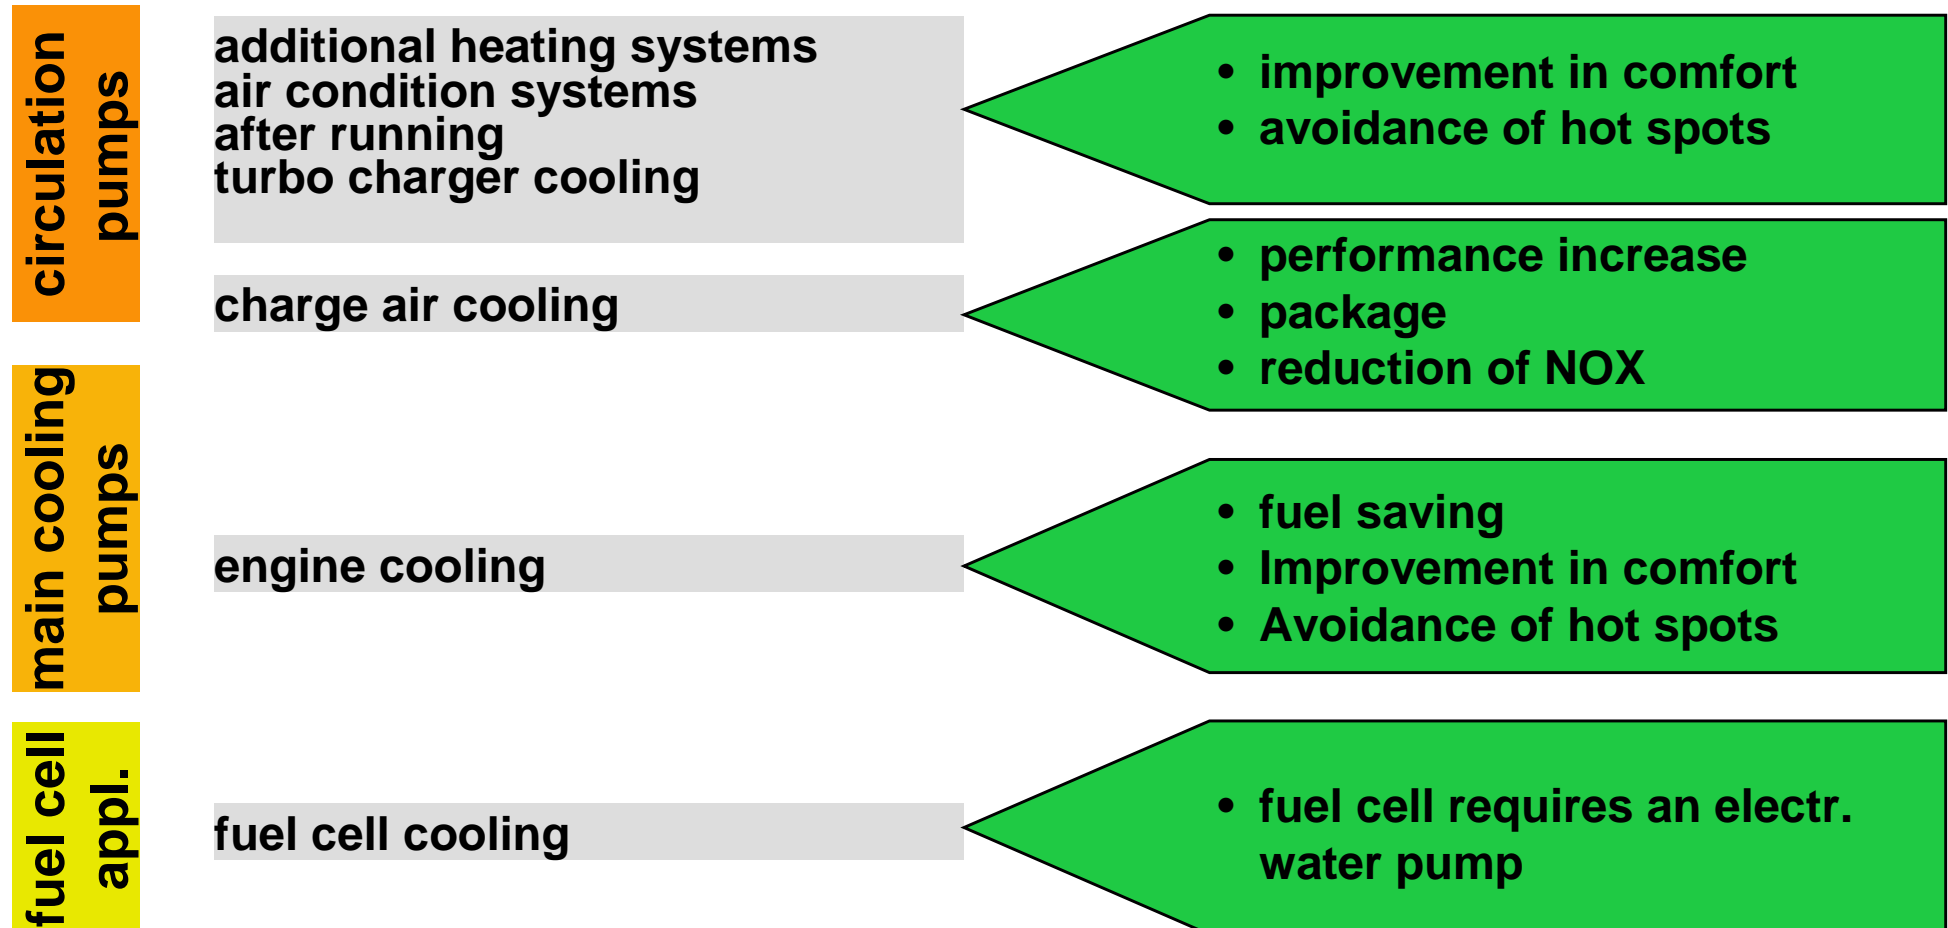 circulation
pumps
additional heating systems
air condition systems
after running
turbo charger cooling
• improvement in comfort
• avoidance of hot spots
charge air cooling
• performance increase
• package
• reduction of NOX
main cooling
pumps
engine cooling
• fuel saving
• Improvement in comfort
• Avoidance of hot spots
fuel cell
appl.
fuel cell cooling
• fuel cell requires an electr.
water pump